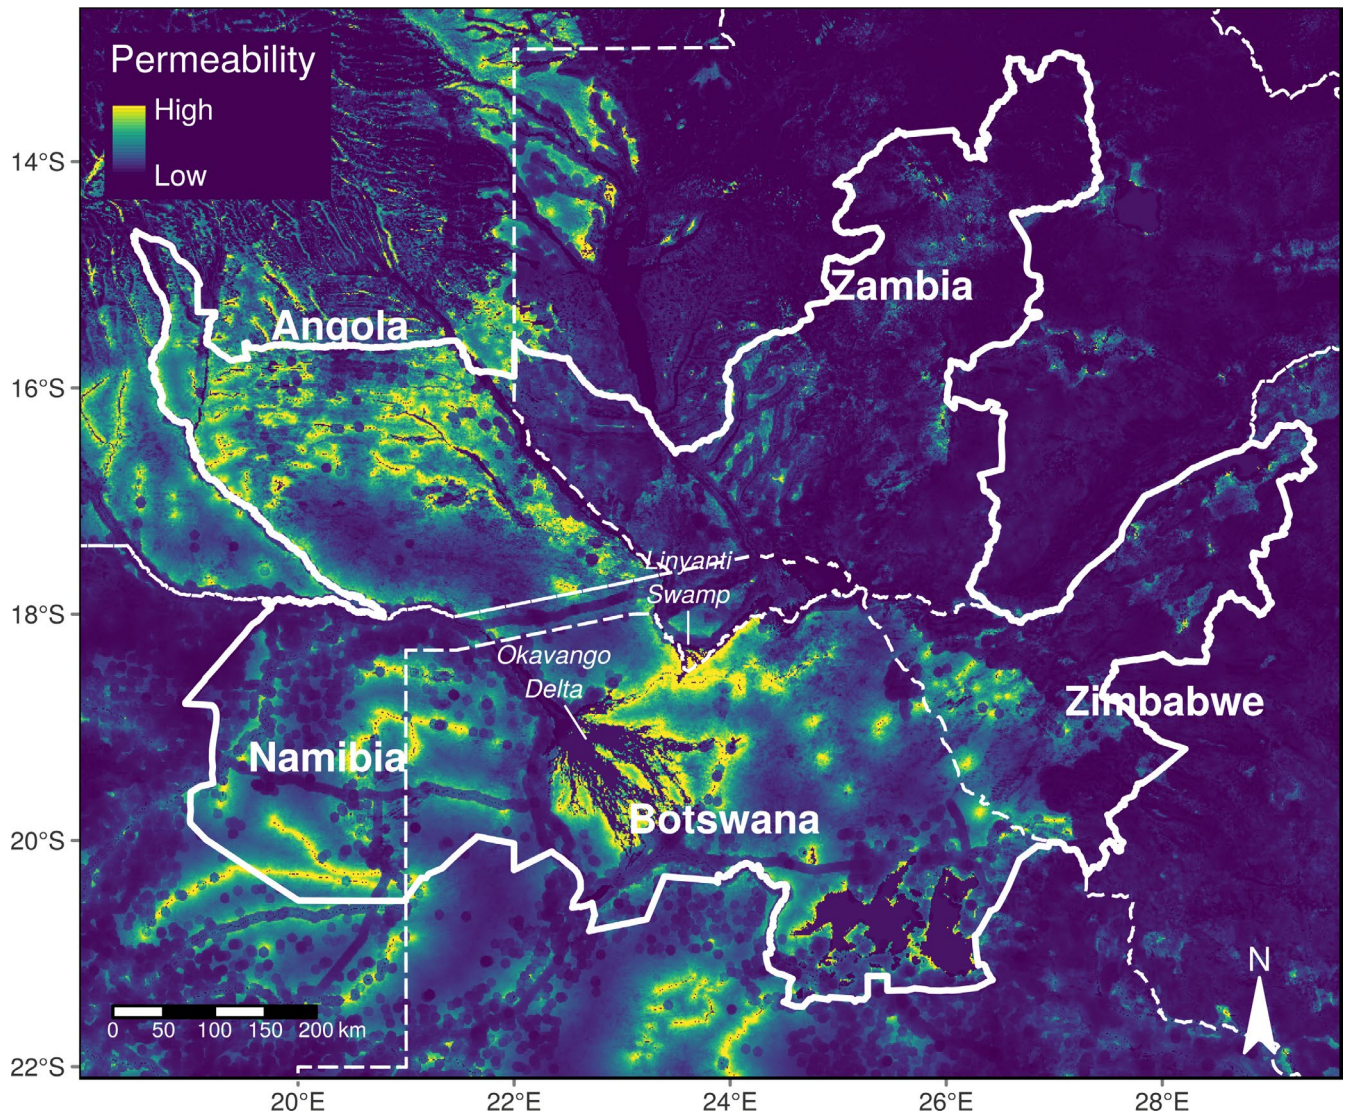 Permeability
High
Low
14°S
16°S
18°S
20°S
22°S
Angola
Zambia
Linyanti
Swamp
Okavango
Delta
Namibia
Zimbabwe
Botswana
N
0 50 100 150 200 km
20°E 22°E 24°E 26°E 28°E